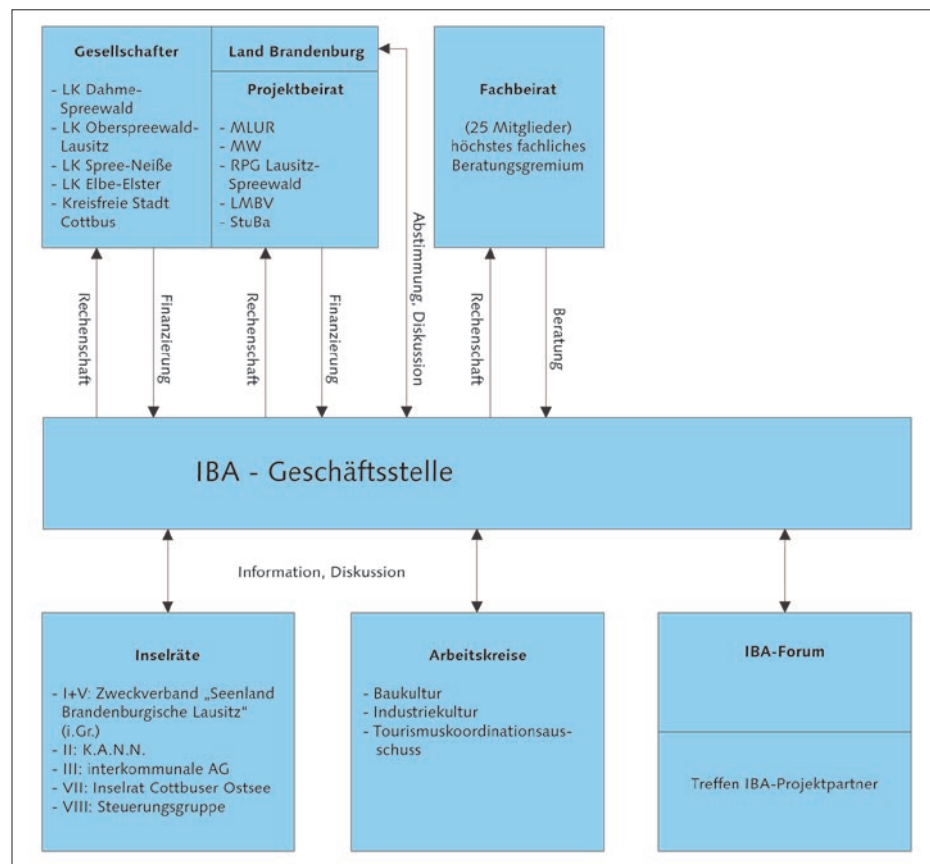 Gesellschafter
- LK Dahme-
Spreewald
- LK Oberspreewald-
Lausitz
- LK Spree-Neiße
- LK Elbe-Elster
- Kreisfreie Stadt
Cottbus
Land Brandenburg
Projektbeirat
- MLUR
- MW
- RPG Lausitz-
Spreewald
- LMBV
- StuBa
Fachbeirat
(25 Mitglieder)
höchstes fachliches
Beratungsgremium
Rechenschaft
Finanzierung
Rechenschaft
Finanzierung
Abstimmung, Diskussion
Rechenschaft
Beratung
IBA - Geschäftsstelle
Information, Diskussion
Inselräte
- I+V: Zweckverband „Seenland
Brandenburgische Lausitz“
(i.Gr.)
- II: K.A.N.N.
- III: interkommunale AG
- VII: Inselrat Cottbuser Ostsee
- VIII: Steuerungsgruppe
Arbeitskreise
- Baukultur
- Industriekultur
- Tourismuskoordinationsaus-
schuss
IBA-Forum
Treffen IBA-Projektpartner